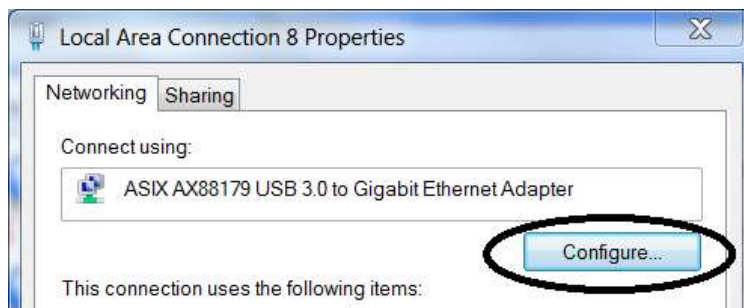 Local Area Connection 8 Properties
Networking Sharing
Connect using:
ASIX AX88179 USB 3.0 to Gigabit Ethernet Adapter
Configure...
This connection uses the following items: